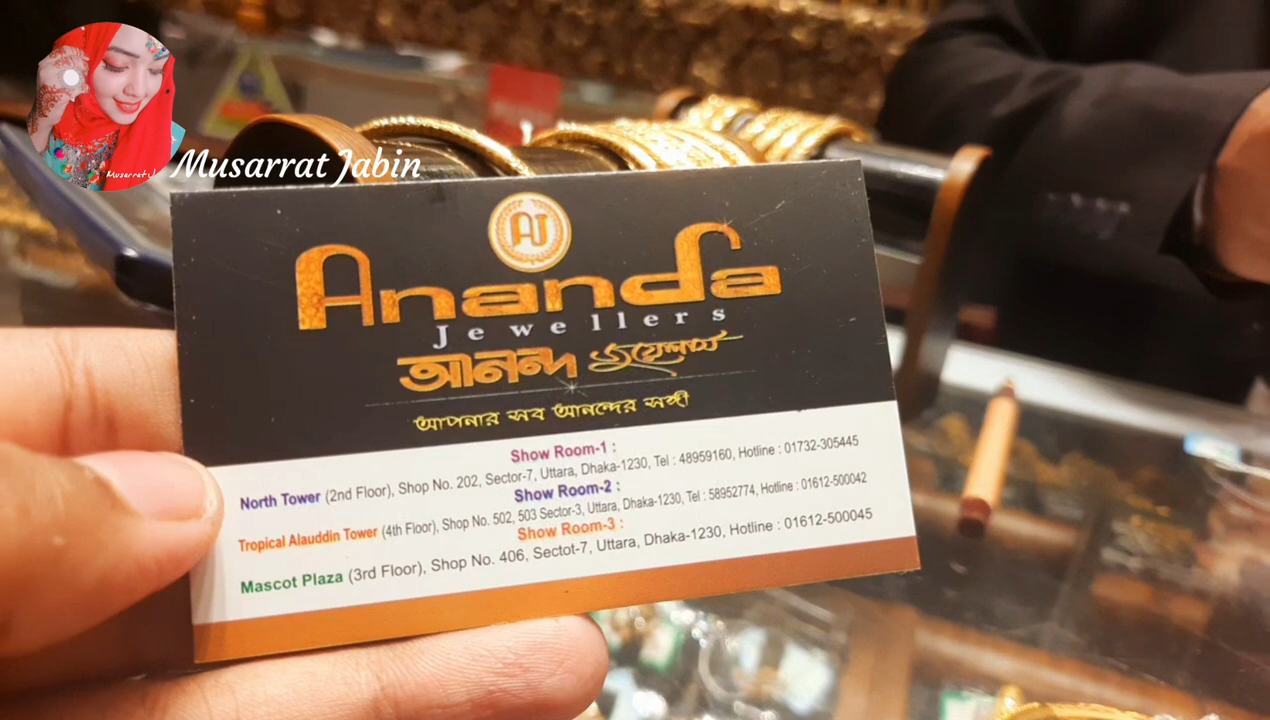 Musarrat Jabin
AJ
Ananda
Jewellers
আনন্দ জুয়েলার্স
আপনার সব আনন্দের সঙ্গী
Show Room-1 :
North Tower (2nd Floor), Shop No. 202, Sector-7, Uttara, Dhaka-1230, Tel : 48959160, Hotline : 01732-305445
Show Room-2 :
Tropical Alauddin Tower (4th Floor), Shop No. 502, 503 Sector-3, Uttara, Dhaka-1230, Tel : 58952774, Hotline : 01612-500042
Show Room-3 :
Mascot Plaza (3rd Floor), Shop No. 406, Sectot-7, Uttara, Dhaka-1230, Hotline : 01612-500045